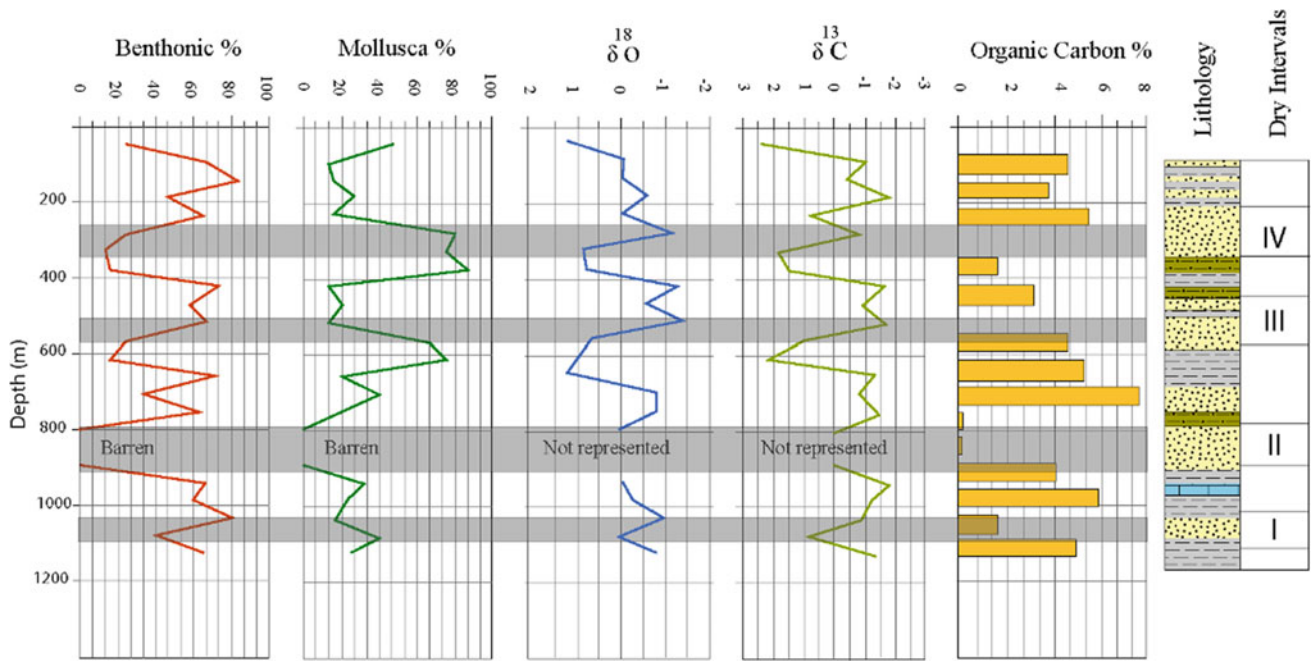 Benthonic %
0 20 40 60 80 100
Mollusca %
0 20 40 60 80 100
18
δ O
2 1 0 -1 -2
13
δ C
3 2 1 0 -1 -2 -3
Organic Carbon %
0 2 4 6 8
Lithology
Dry Intervals
Depth (m)
200
400
600
800
1000
1200
Barren
Barren
Not represented
Not represented
IV
III
II
I